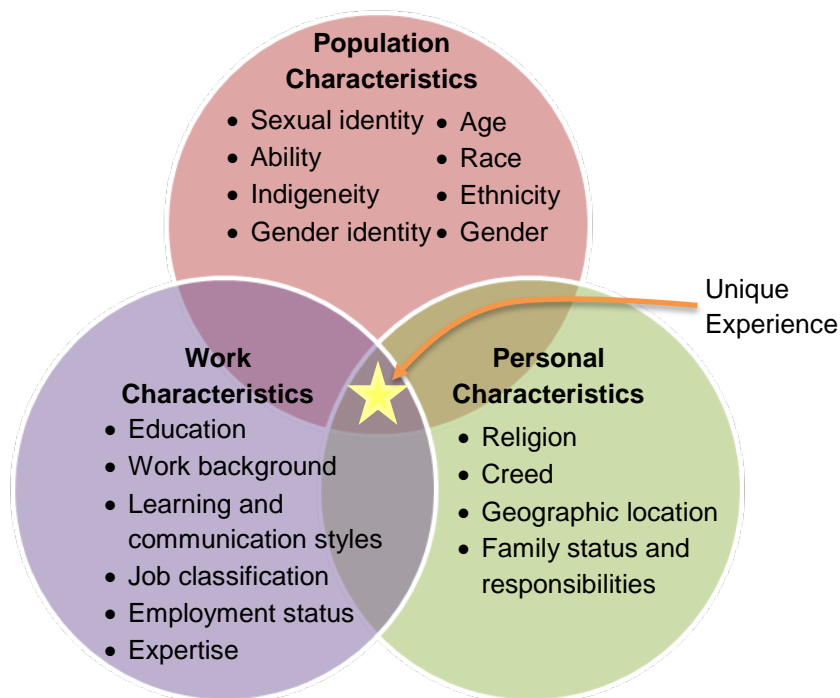 Population
Characteristics
• Sexual identity
• Ability
• Indigeneity
• Gender identity
• Age
• Race
• Ethnicity
• Gender
Unique
Experience
Work
Characteristics
• Education
• Work background
• Learning and
communication styles
• Job classification
• Employment status
• Expertise
Personal
Characteristics
• Religion
• Creed
• Geographic location
• Family status and
responsibilities